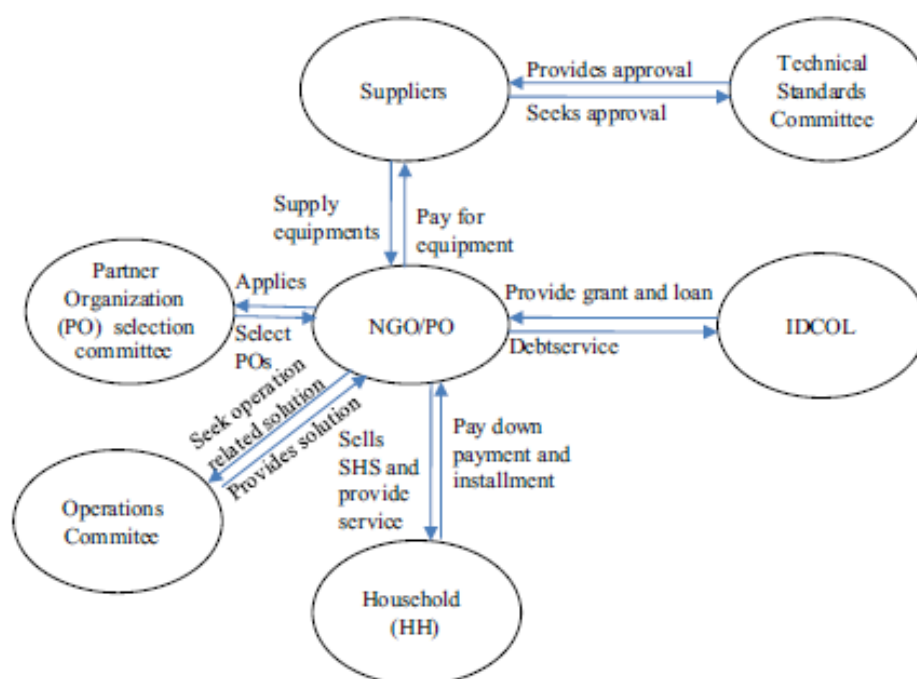 Suppliers
Provides approval
Seeks approval
Technical
Standards
Committee
Supply
equipments
Pay for
equipment
Partner
Organization
(PO) selection
committee
Applies
Select
POs
NGO/PO
Provide grant and loan
Debtservice
IDCOL
Seek operation
related solution
Provides solution
Sells
SHS and
provide
service
Pay down
payment and
installment
Operations
Commitee
Household
(HH)